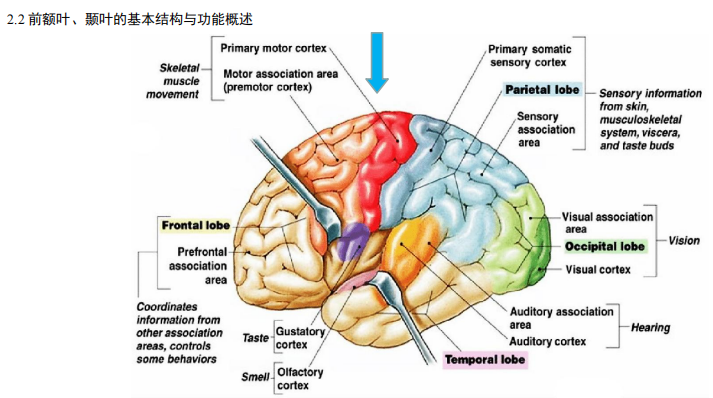 2.2 前额叶、颞叶的基本结构与功能概述
Primary motor cortex
Skeletal
muscle
movement
Motor association area
(premotor cortex)
Primary somatic
sensory cortex
Parietal lobe
Sensory
association
area
Sensory information
from skin,
musculoskeletal
system, viscera,
and taste buds
Frontal lobe
Prefrontal
association
area
Coordinates
information from
other association
areas, controls
some behaviors
Visual association
area
Occipital lobe
Visual cortex
Vision
Taste
Gustatory
cortex
Smell
Olfactory
cortex
Auditory association
area
Auditory cortex
Hearing
Temporal lobe